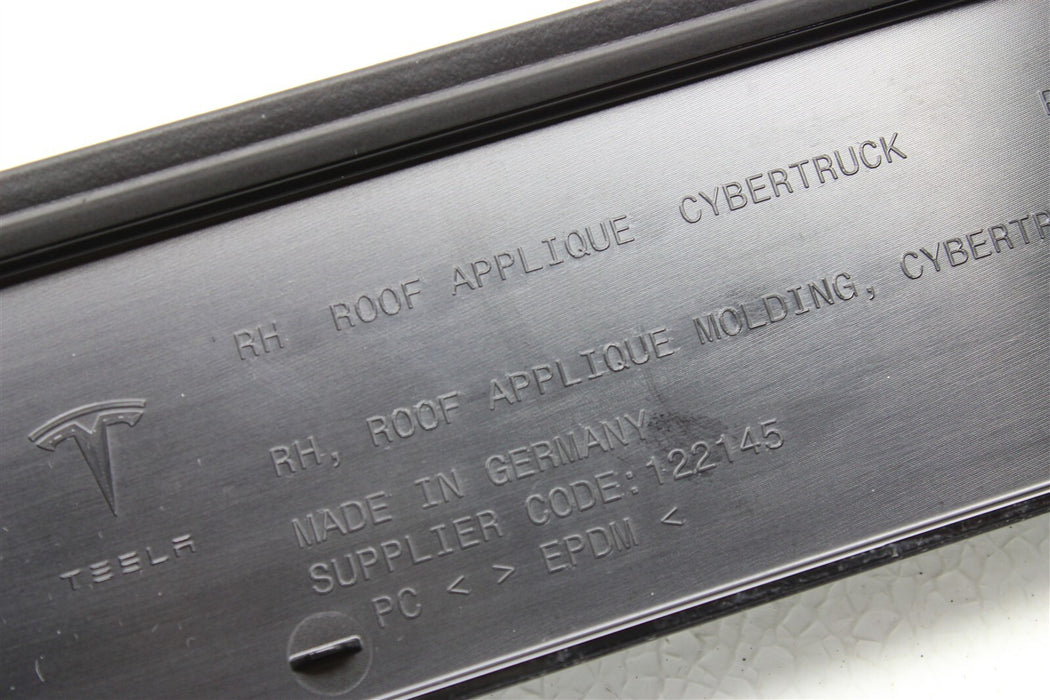 RH ROOF APPLIQUE CYBERTRUCK
RH, ROOF APPLIQUE MOLDING,
MADE IN GERMANY
SUPPLIER CODE:122145
PC < > EPDM <
TESLA